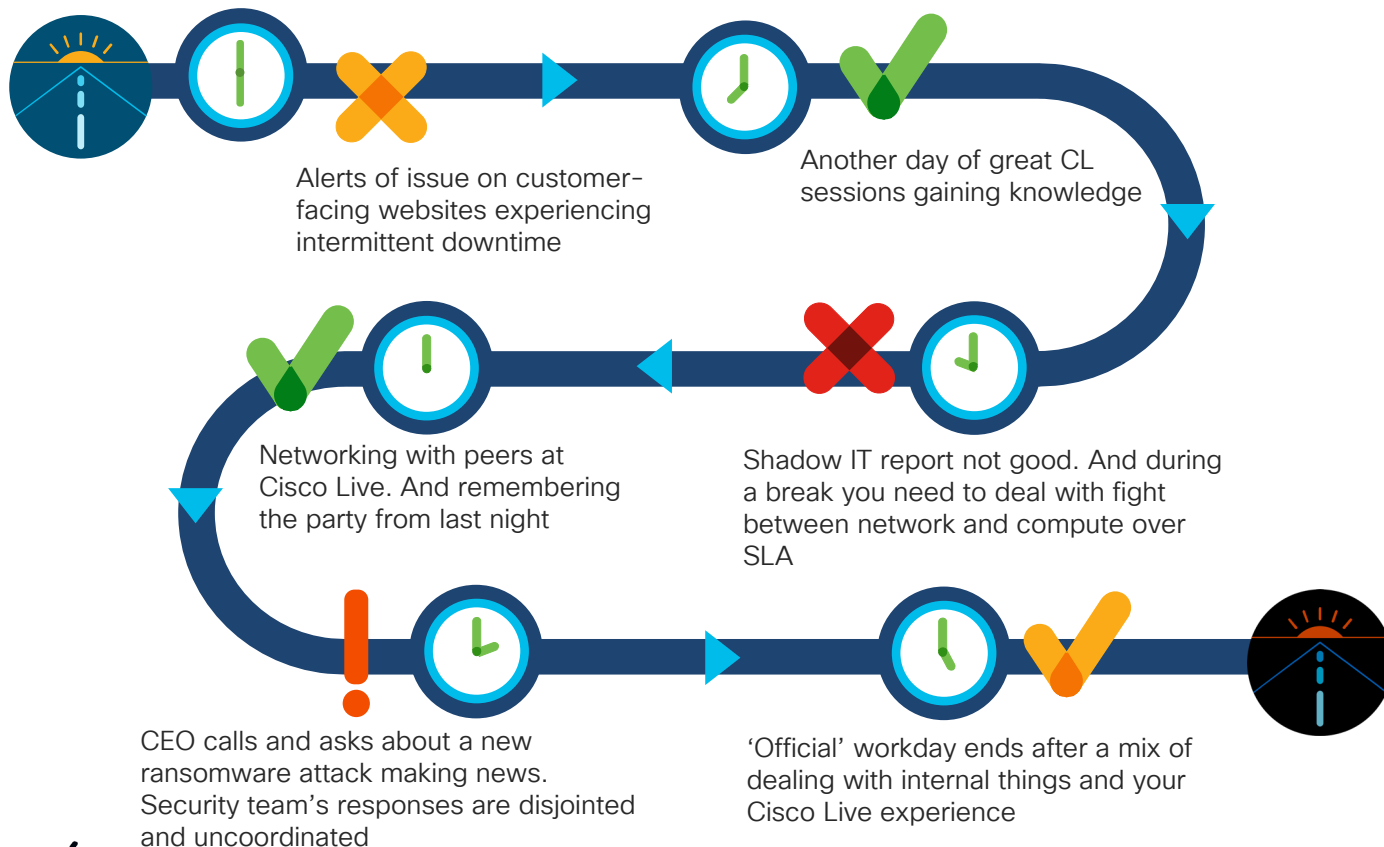 Alerts of issue on customer-
facing websites experiencing
intermittent downtime
Another day of great CL
sessions gaining knowledge
Shadow IT report not good. And during
a break you need to deal with fight
between network and compute over
SLA
Networking with peers at
Cisco Live. And remembering
the party from last night
CEO calls and asks about a new
ransomware attack making news.
Security team’s responses are disjointed
and uncoordinated
‘Official’ workday ends after a mix of
dealing with internal things and your
Cisco Live experience